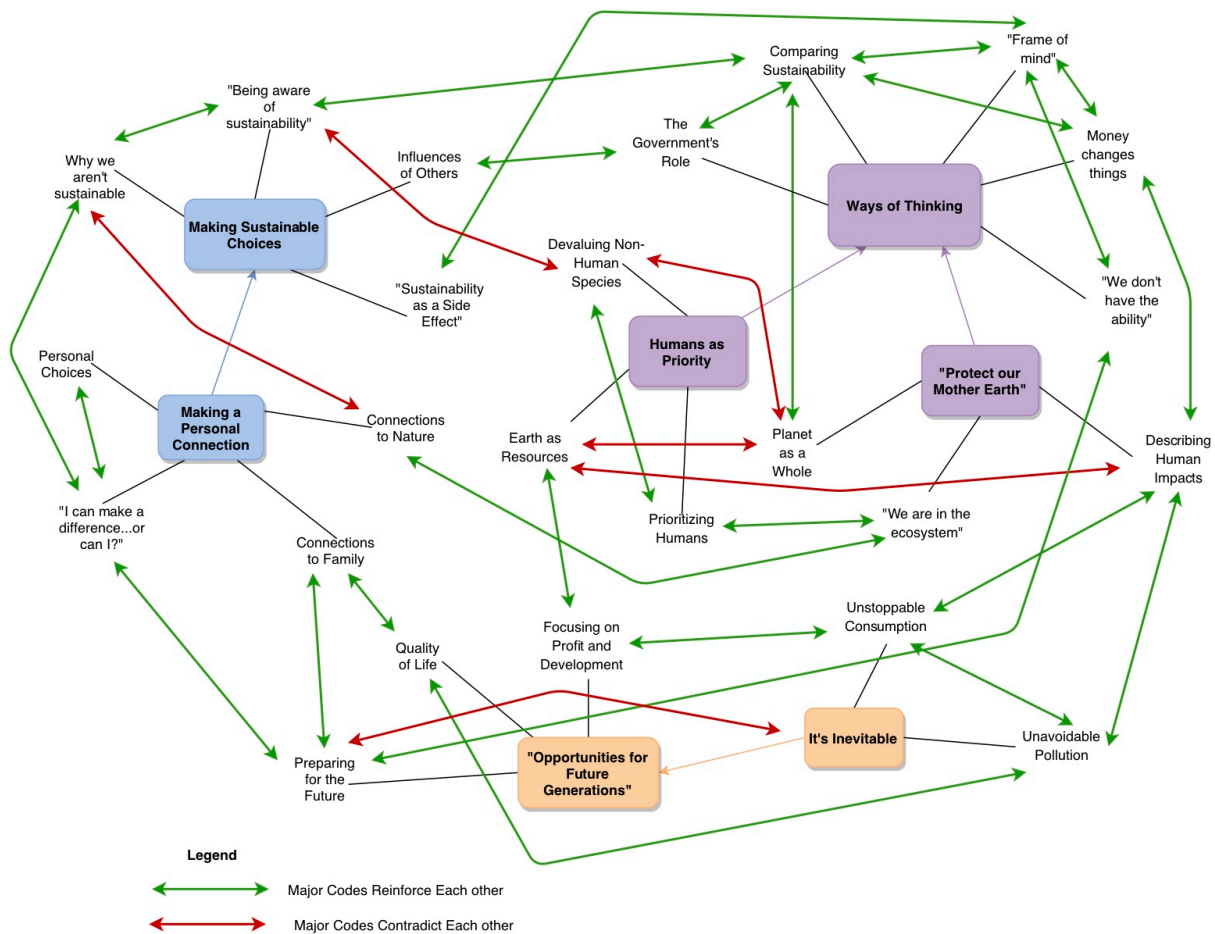 "Frame of
mind"
Comparing
Sustainability
"Being aware
of
sustainability"
The
Government's
Role
Money
changes
things
Influences
of Others
Why we
aren't
sustainable
Ways of Thinking
Making Sustainable
Choices
Devaluing Non-
Human
Species
"Sustainability
as a Side
Effect"
"We don't
have the
ability"
Humans as
Priority
Personal
Choices
"Protect our
Mother Earth"
Making a
Personal
Connection
Connections
to Nature
Earth as
Resources
Planet
as a
Whole
Describing
Human
Impacts
"I can make a
difference...or
can I?"
Prioritizing
Humans
"We are in the
ecosystem"
Connections
to Family
Unstoppable
Consumption
Focusing on
Profit and
Development
Quality
of Life
It's Inevitable
Unavoidable
Pollution
"Opportunities for
Future
Generations"
Preparing
for the
Future
Legend
Major Codes Reinforce Each other
Major Codes Contradict Each other